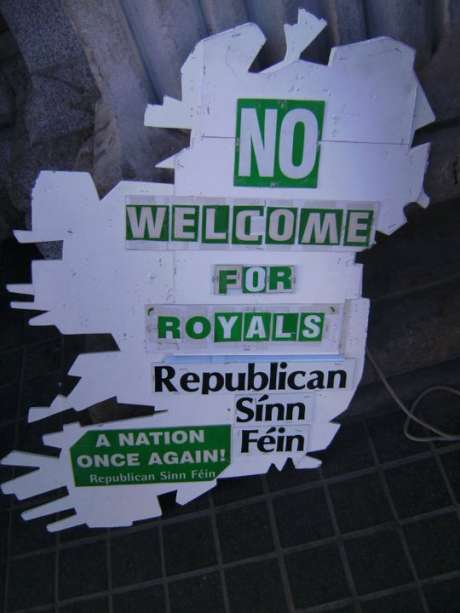 NO
WELCOME
FOR
ROYALS
Republican
Sínn
Féin
A NATION
ONCE AGAIN!
Republican Sinn Féin